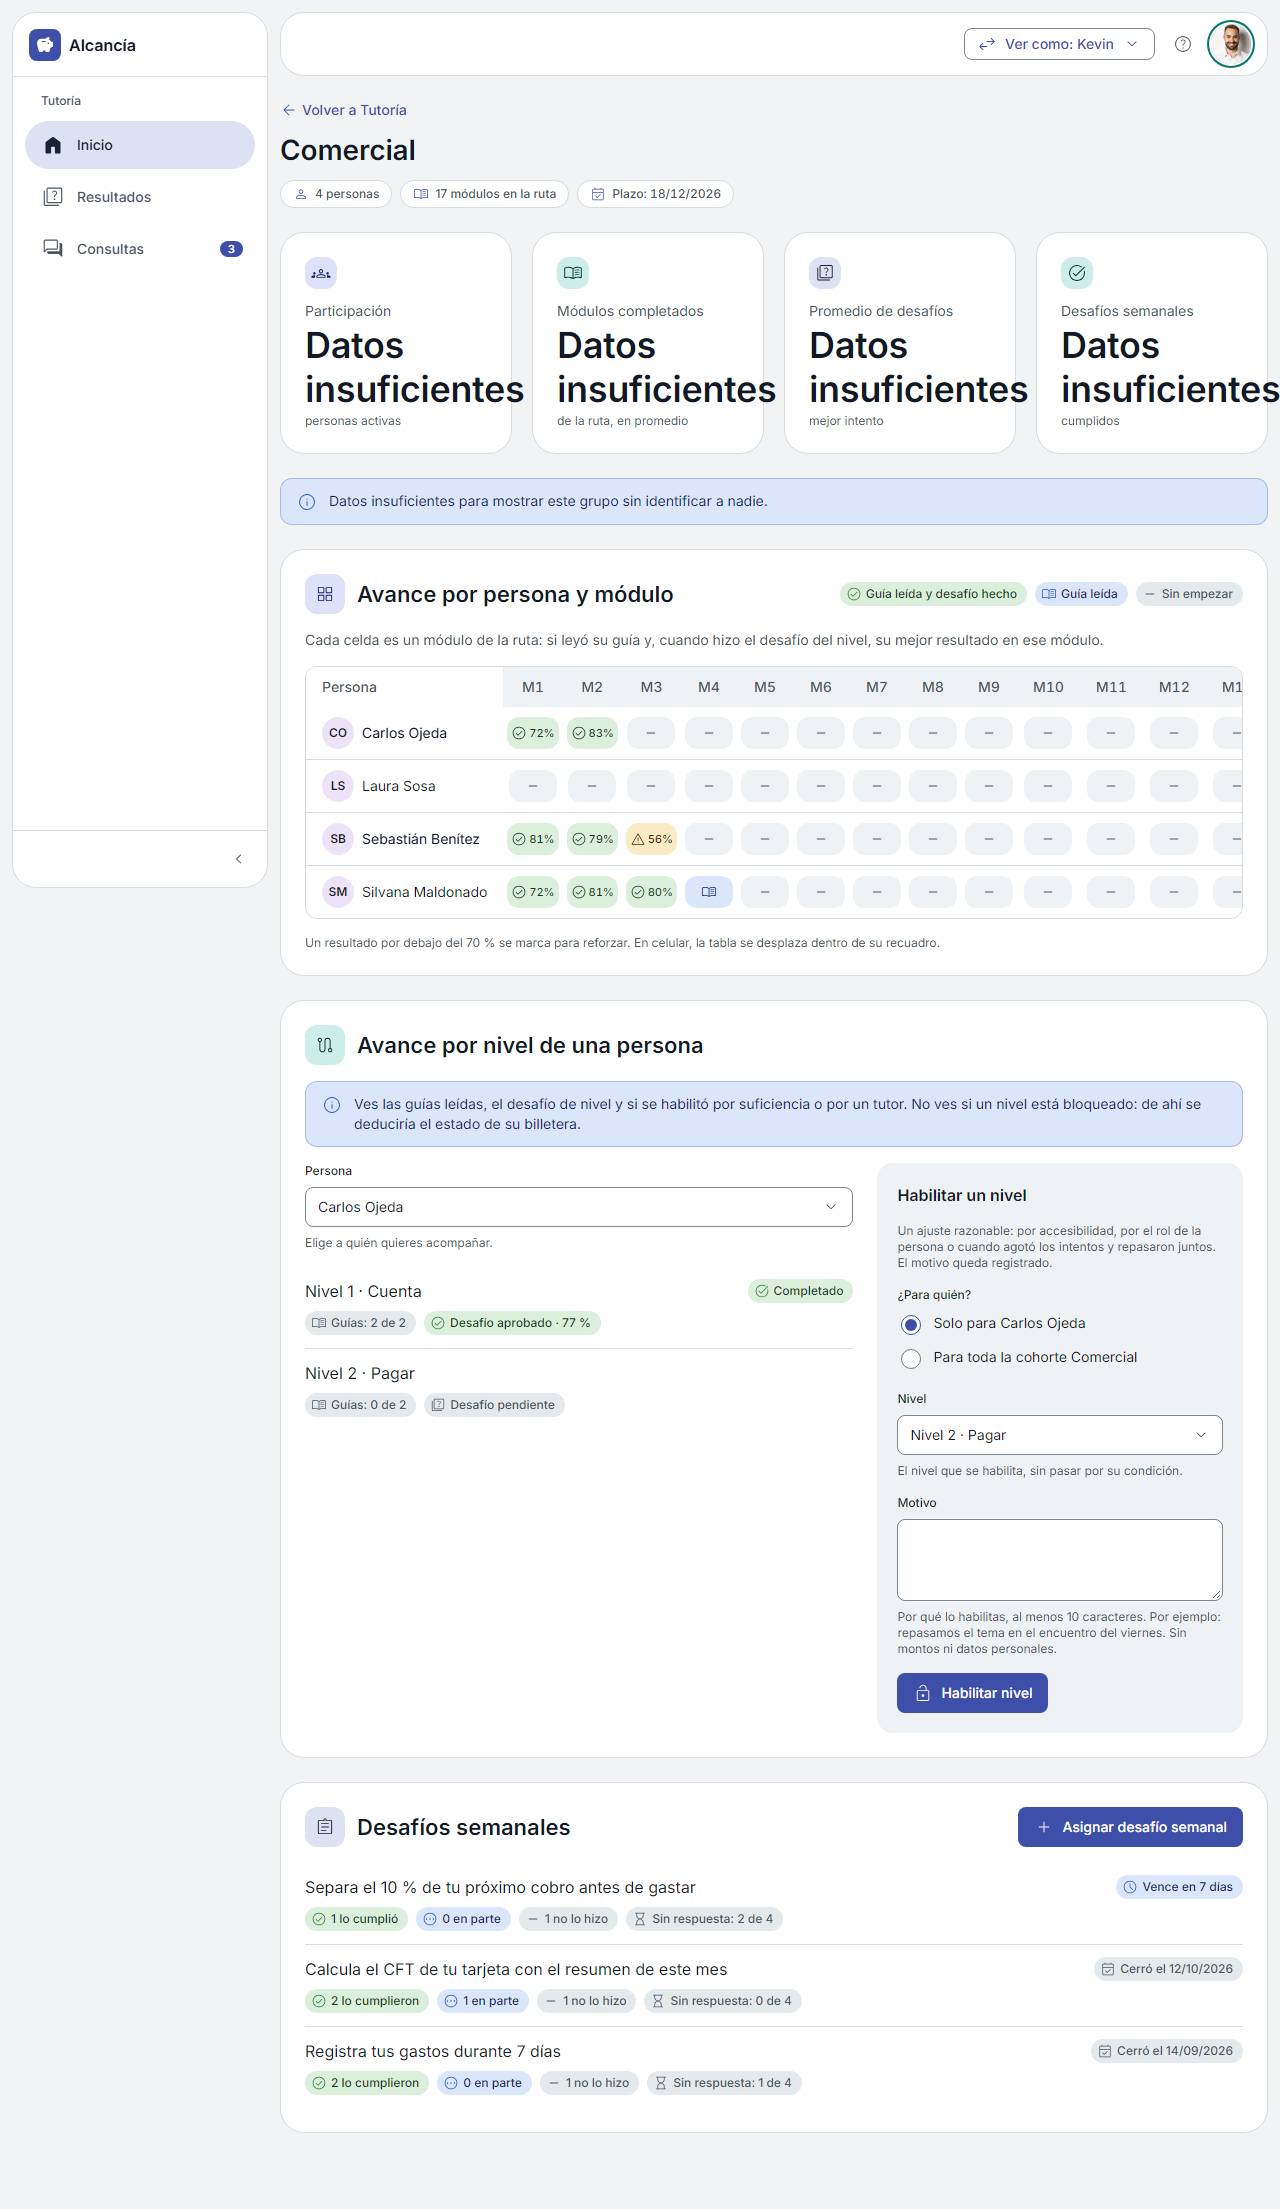 Alcancía
Ver como: Kevin
Tutoría
Inicio
Resultados
Consultas
3
Volver a Tutoría
Comercial
4 personas
17 módulos en la ruta
Plazo: 18/12/2026
Participación
Datos
insuficientes
personas activas
Módulos completados
Datos
insuficientes
de la ruta, en promedio
Promedio de desafíos
Datos
insuficientes
mejor intento
Desafíos semanales
Datos
insuficientes
cumplidos
Datos insuficientes para mostrar este grupo sin identificar a nadie.
Avance por persona y módulo
Guía leída y desafío hecho
Guía leída
— Sin empezar
Cada celda es un módulo de la ruta: si leyó su guía y, cuando hizo el desafío del nivel, su mejor resultado en ese módulo.
Persona M1 M2 M3 M4 M5 M6 M7 M8 M9 M10 M11 M12 M1
CO Carlos Ojeda 72% 83% — — — — — — — — — — —
LS Laura Sosa — — — — — — — — — — — — —
SB Sebastián Benítez 81% 79% 56% — — — — — — — — — —
SM Silvana Maldonado 72% 81% 80% — — — — — — — — —
Un resultado por debajo del 70 % se marca para reforzar. En celular, la tabla se desplaza dentro de su recuadro.
Avance por nivel de una persona
Ves las guías leídas, el desafío de nivel y si se habilitó por suficiencia o por un tutor. No ves si un nivel está bloqueado: de ahí se
deduciría el estado de su billetera.
Persona
Carlos Ojeda
Elige a quién quieres acompañar.
Nivel 1 · Cuenta
Completado
Guías: 2 de 2
Desafío aprobado · 77 %
Nivel 2 · Pagar
Guías: 0 de 2
Desafío pendiente
Habilitar un nivel
Un ajuste razonable: por accesibilidad, por el rol de la
persona o cuando agotó los intentos y repasaron juntos.
El motivo queda registrado.
¿Para quién?
Solo para Carlos Ojeda
Para toda la cohorte Comercial
Nivel
Nivel 2 · Pagar
El nivel que se habilita, sin pasar por su condición.
Motivo
Por qué lo habilitas, al menos 10 caracteres. Por ejemplo:
repasamos el tema en el encuentro del viernes. Sin
montos ni datos personales.
Habilitar nivel
Desafíos semanales
Asignar desafío semanal
Separa el 10 % de tu próximo cobro antes de gastar
Vence en 7 días
1 lo cumplió
0 en parte
— 1 no lo hizo
Sin respuesta: 2 de 4
Calcula el CFT de tu tarjeta con el resumen de este mes
Cerró el 12/10/2026
2 lo cumplieron
1 en parte
— 1 no lo hizo
Sin respuesta: 0 de 4
Registra tus gastos durante 7 días
Cerró el 14/09/2026
2 lo cumplieron
0 en parte
— 1 no lo hizo
Sin respuesta: 1 de 4